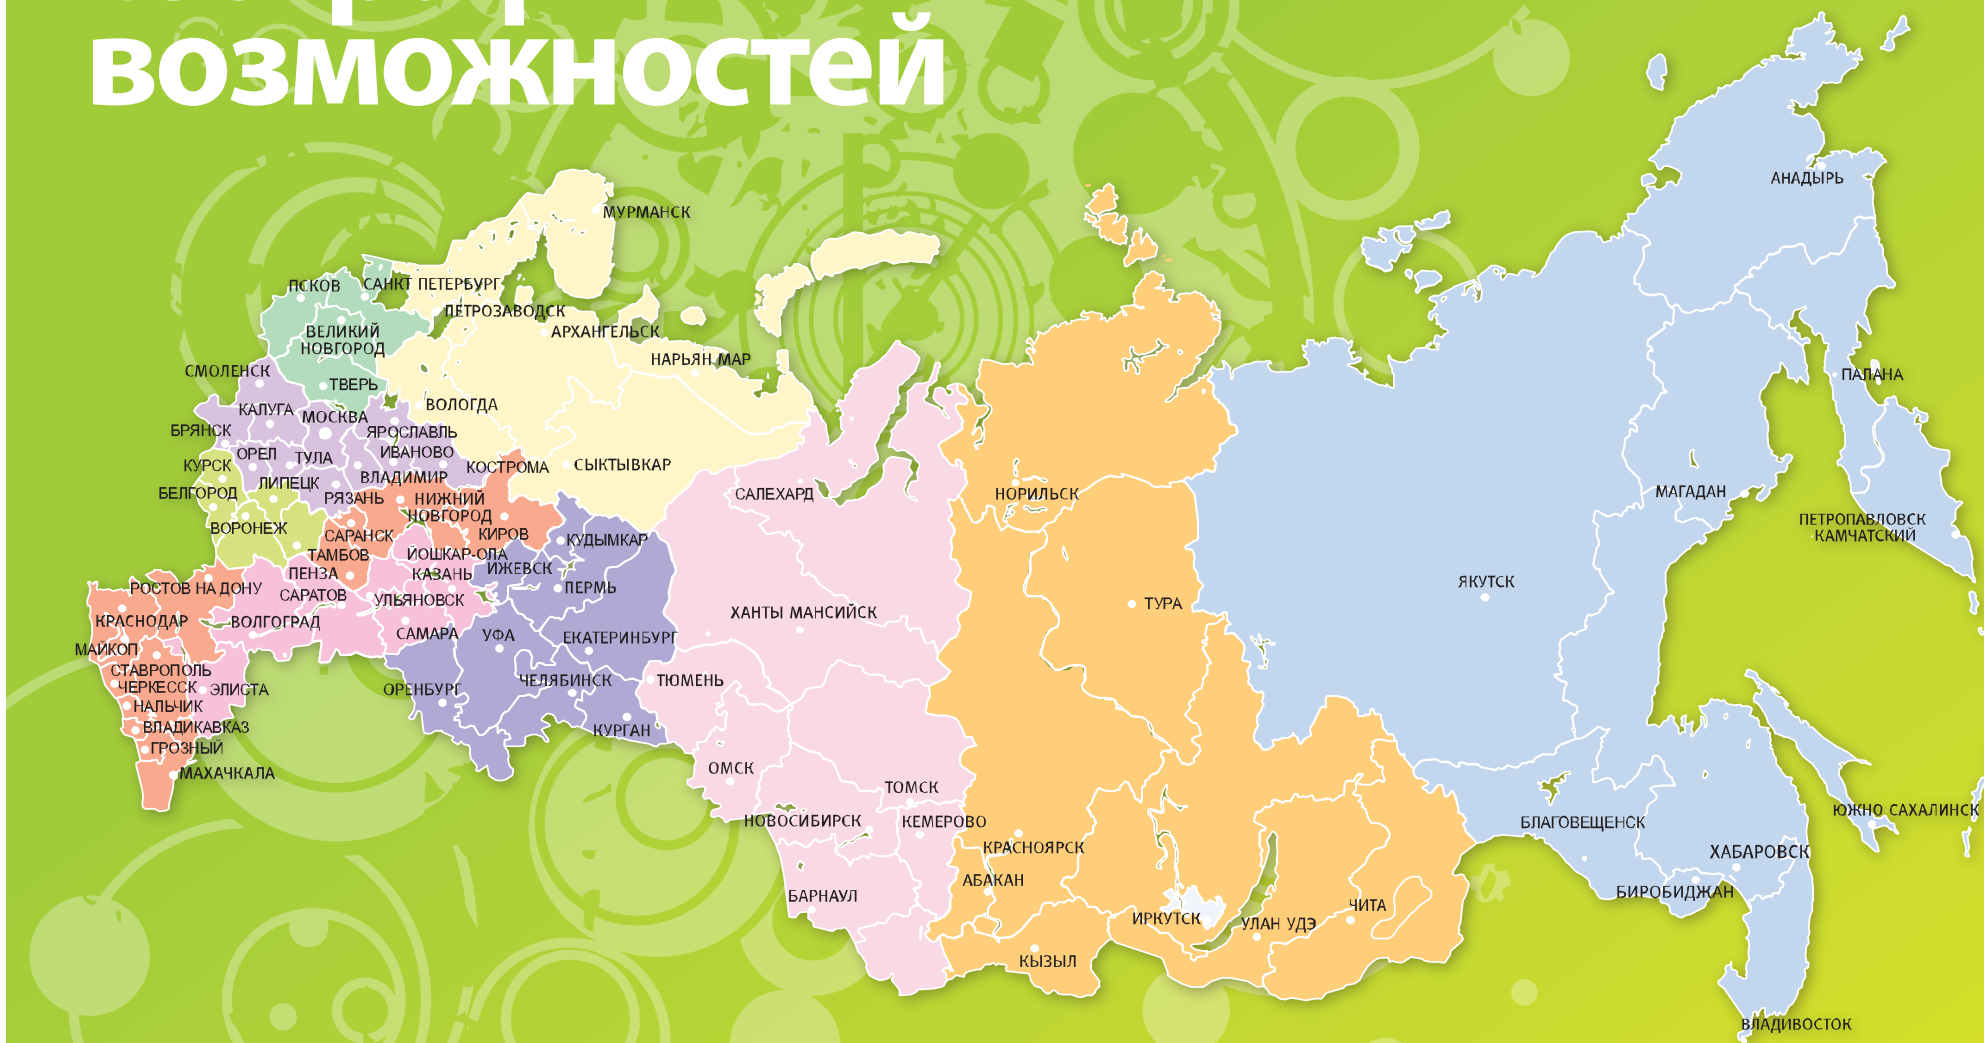 возможностей
МУРМАНСК
АНАДЫРЬ
ПСКОВ
САНКТ ПЕТЕРБУРГ
ПЕТРОЗАВОДСК
ВЕЛИКИЙ
НОВГОРОД
АРХАНГЕЛЬСК
НАРЬЯН МАР
СМОЛЕНСК
ТВЕРЬ
ПАЛАНА
КАЛУГА
МОСКВА
ВОЛОГДА
БРЯНСК
ЯРОСЛАВЛЬ
ОРЕЛ
ТУЛА
ИВАНОВО
КУРСК
КОСТРОМА
СЫКТЫВКАР
ЛИПЕЦК
ВЛАДИМИР
БЕЛГОРОД
РЯЗАНЬ
НИЖНИЙ
НОВГОРОД
САЛЕХАРД
НОРИЛЬСК
МАГАДАН
ВОРОНЕЖ
САРАНСК
КИРОВ
КУДЫМКАР
ПЕТРОПАВЛОВСК
КАМЧАТСКИЙ
ТАМБОВ
ЙОШКАР-ОЛА
ПЕНЗА
КАЗАНЬ
ИЖЕВСК
ПЕРМЬ
РОСТОВ НА ДОНУ
САРАТОВ
УЛЬЯНОВСК
ЯКУТСК
ТУРА
КРАСНОДАР
ВОЛГОГРАД
САМАРА
УФА
ЕКАТЕРИНБУРГ
ХАНТЫ МАНСИЙСК
МАЙКОП
СТАВРОПОЛЬ
ЧЕРКЕССК
ЭЛИСТА
ОРЕНБУРГ
ЧЕЛЯБИНСК
ТЮМЕНЬ
НАЛЬЧИК
ВЛАДИКАВКАЗ
КУРГАН
ГРОЗНЫЙ
МАХАЧКАЛА
ОМСК
ТОМСК
НОВОСИБИРСК
КЕМЕРОВО
КРАСНОЯРСК
БЛАГОВЕЩЕНСК
ЮЖНО САХАЛИНСК
ХАБАРОВСК
АБАКАН
БАРНАУЛ
БИРОБИДЖАН
ИРКУТСК
УЛАН УДЭ
ЧИТА
КЫЗЫЛ
ВЛАДИВОСТОК